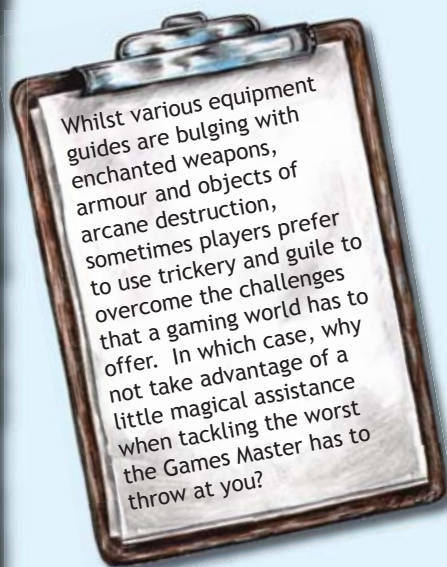 Whilst various equipment
guides are bulging with
enchanted weapons,
armour and objects of
arcane destruction,
sometimes players prefer
to use trickery and guile to
overcome the challenges
that a gaming world has to
offer.  In which case, why
not take advantage of a
little magical assistance
when tackling the worst
the Games Master has to
throw at you?